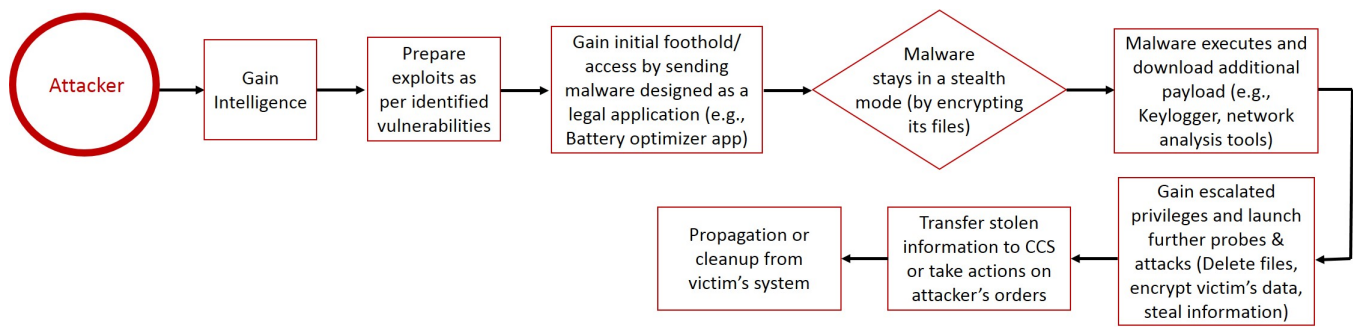 Attacker
Gain
Intelligence
Prepare
exploits as
per identified
vulnerabilities
Gain initial foothold/
access by sending
malware designed as a
legal application (e.g.,
Battery optimizer app)
Malware
stays in a stealth
mode (by encrypting
its files)
Malware executes and
download additional
payload (e.g.,
Keylogger, network
analysis tools)
Gain escalated
privileges and launch
further probes &
attacks (Delete files,
encrypt victim's data,
steal information)
Transfer stolen
information to CCS
or take actions on
attacker's orders
Propagation or
cleanup from
victim's system